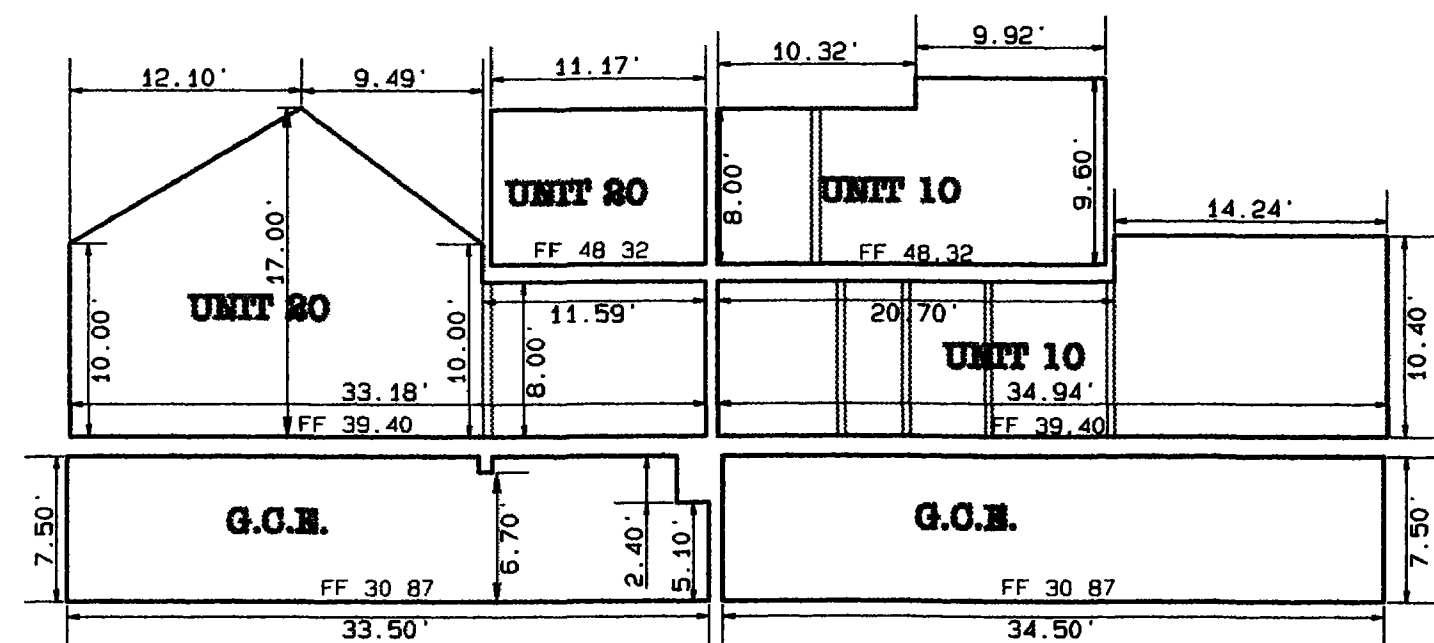 9.92'
10.32'
11.17'
12.10'
9.49'
8.00'
9.60'
UNIT 20
UNIT 10
14.24'
17.00'
FF 48 32
FF 48.32
UNIT 20
11.59'
20.70'
10.00'
10.00'
8.00'
UNIT 10
10.40'
33.18'
34.94'
FF 39.40
FF 39.40
7.50'
G.C.E.
6.70'
2.40'
5.10'
G.C.E.
7.50'
FF 30 87
FF 30 87
33.50'
34.50'